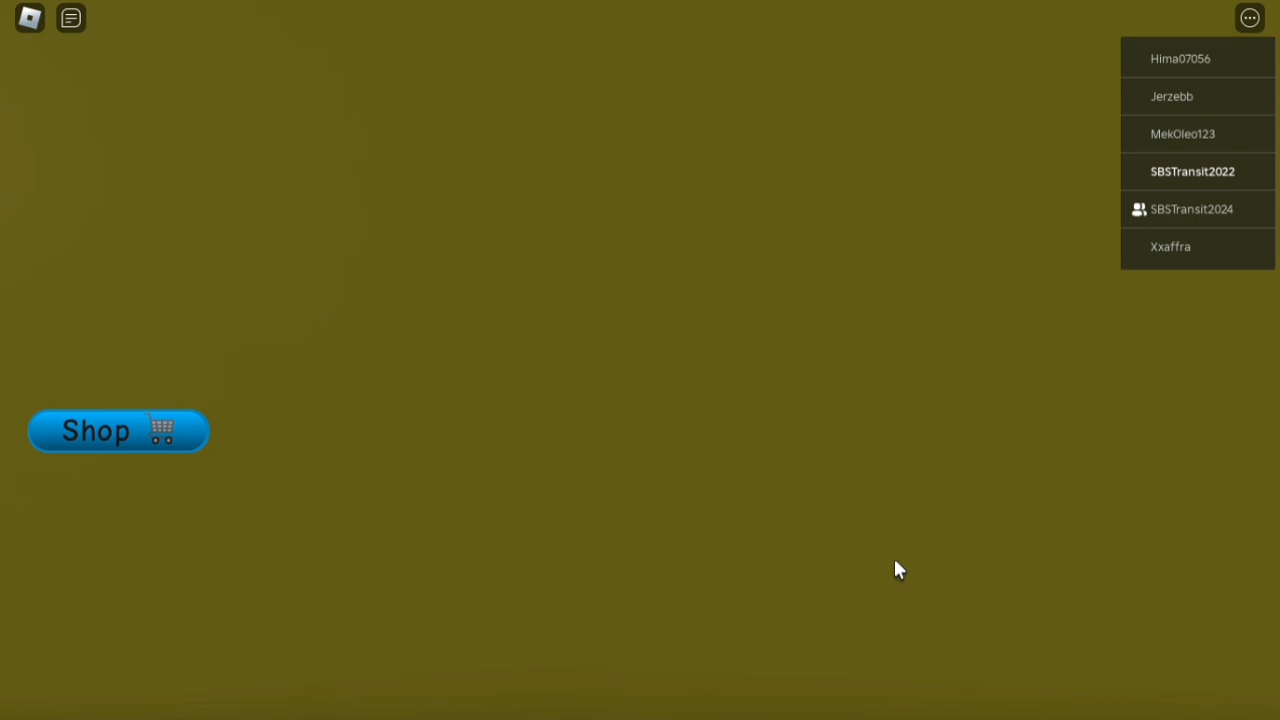 Hima07056
Jerzebb
MekOleo123
SBSTransit2022
SBSTransit2024
Xxaffra
Shop